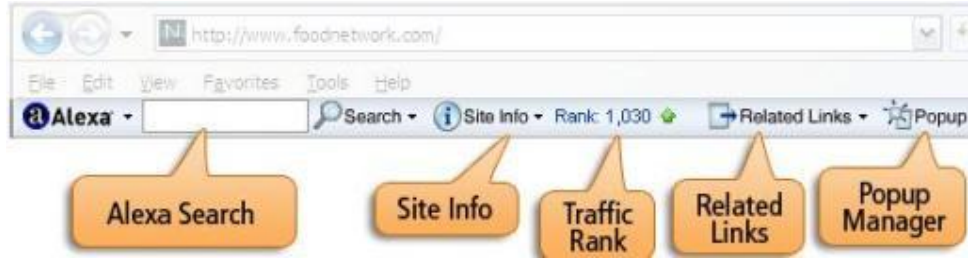 N http://www.foodnetwork.com/
File Edit View Favorites Tools Help
a Alexa Search Site Info Rank: 1,030 Related Links Popup
Alexa Search
Site Info
Traffic
Rank
Related
Links
Popup
Manager